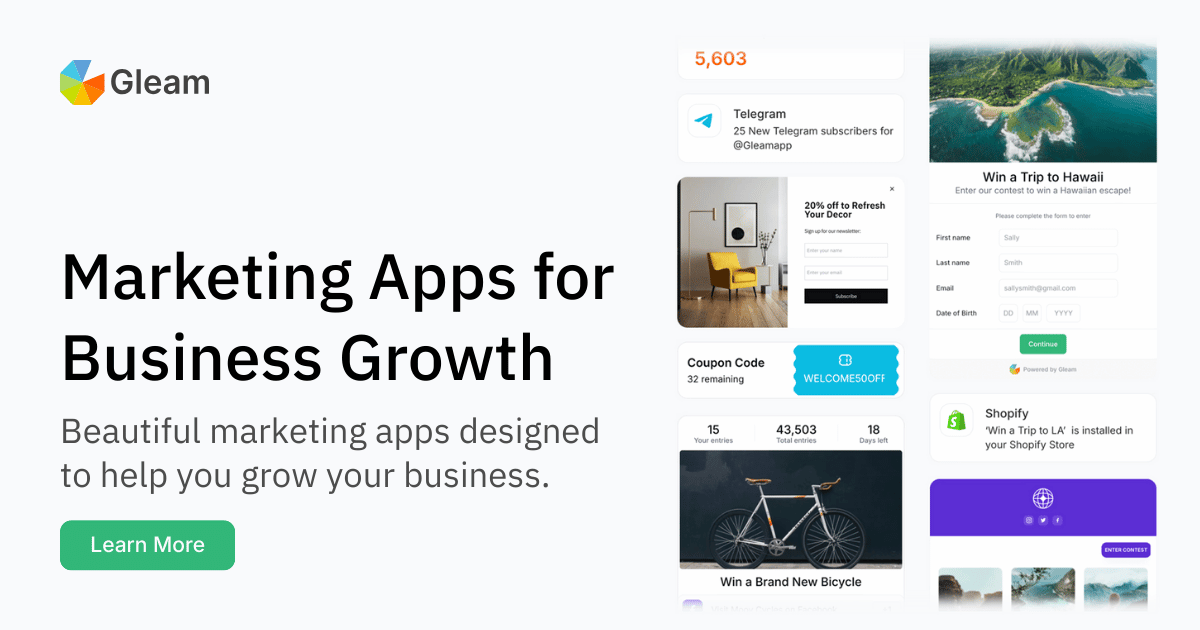 Gleam
Marketing Apps for
Business Growth
Beautiful marketing apps designed
to help you grow your business.
Learn More
5,603
Telegram
25 New Telegram subscribers for
@Gleamapp
20% off to Refresh
Your Decor
Sign up for our newsletter:
Enter your name
Enter your email
Subscribe
Coupon Code
32 remaining
WELCOME50OFF
15
Your entries
43,503
Total entries
18
Days left
Win a Brand New Bicycle
Win a Trip to Hawaii
Enter our contest to win a Hawaiian escape!
Please complete the form to enter
First name
Sally
Last name
Smith
Email
sallysmith@gmail.com
Date of Birth
DD
MM
YYYY
Continue
Powered by Gleam
Shopify
‘Win a Trip to LA’ is installed in
your Shopify Store
ENTER CONTEST